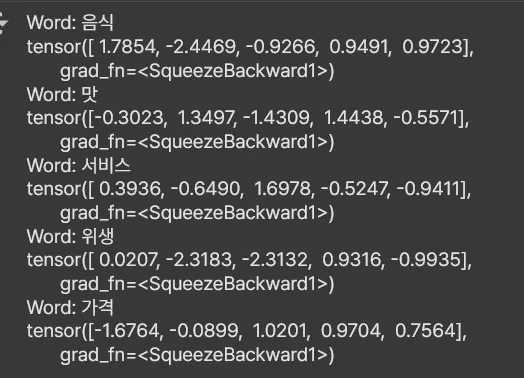 Word: 음식
tensor([ 1.7854, -2.4469, -0.9266,  0.9491,  0.9723],
       grad_fn=<SqueezeBackward1>)
Word: 맛
tensor([-0.3023,  1.3497, -1.4309,  1.4438, -0.5571],
       grad_fn=<SqueezeBackward1>)
Word: 서비스
tensor([ 0.3936, -0.6490,  1.6978, -0.5247, -0.9411],
       grad_fn=<SqueezeBackward1>)
Word: 위생
tensor([ 0.0207, -2.3183, -2.3132,  0.9316, -0.9935],
       grad_fn=<SqueezeBackward1>)
Word: 가격
tensor([-1.6764, -0.0899,  1.0201,  0.9704,  0.7564],
       grad_fn=<SqueezeBackward1>)